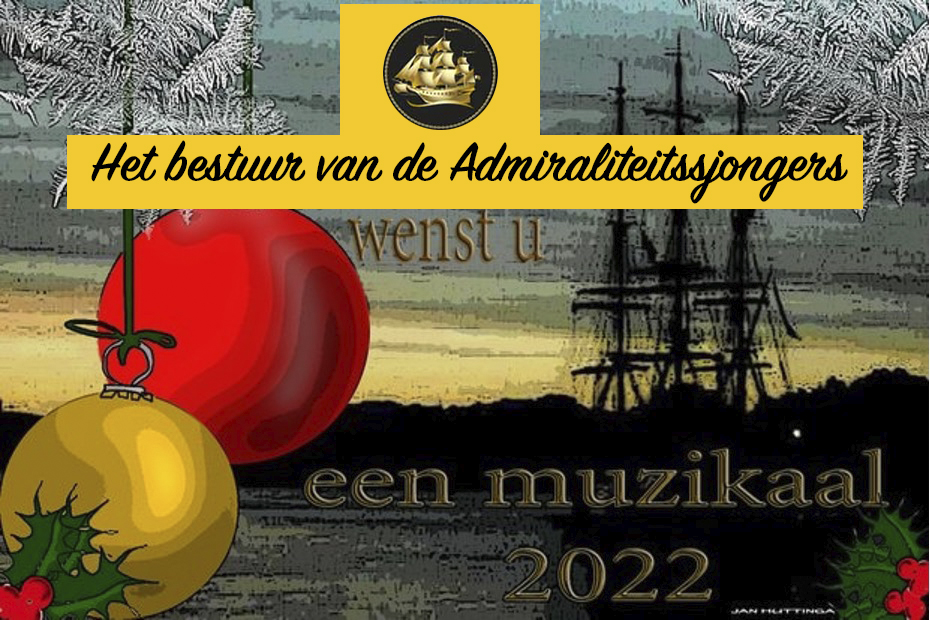 Het bestuur van de Admiraliteitssjongers
wenst u
een muzikaal
2022
JAN HUTTINGA